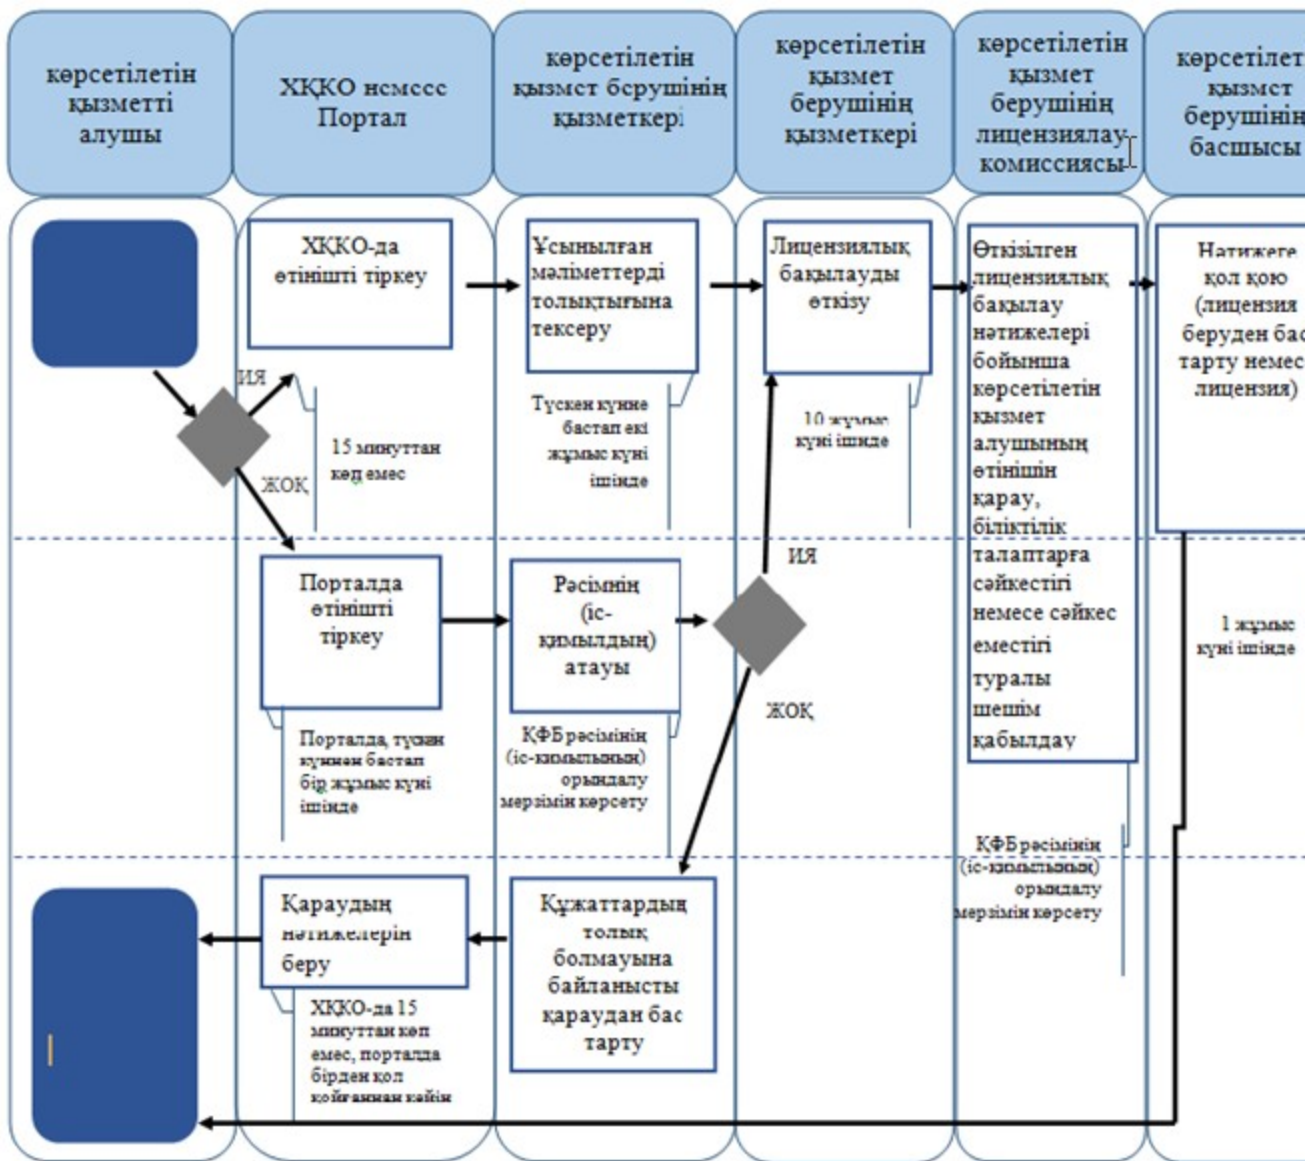 көрсетілетін
қызметті
алушы
ХҚКО немесе
Портал
көрсетілетін
қызмет берушінің
қызметкері
көрсетілетін
қызмет
берушінің
қызметкері
көрсетілетін
қызмет
берушінің
лицензиялау
комиссиясы
көрсетілеті
қызмет
берушінің
басшысы
ХҚКО-да
өтінішті тіркеу
Ұсынылған
мәліметтерді
толықтығына
тексеру
Лицензиялық
бақылауды
өткізу
Өткізілген
лицензиялық
бақылау
нәтижелері
бойынша
көрсетілетін
қызмет
алушының
өтінішін
қарау,
біліктілік
талаптарға
сәйкестігі
немесе сәйкес
еместігі
туралы
шешім
қабылдау
Нәтижеге
қол қою
(лицензия
беруден бас
тарту немес
лицензия)
ИЯ
15 минуттан
көп емес
ЖОҚ
Түскен күнне
бастап екі
жұмыс күні
ішінде
10 жұмыс
күні ішінде
Порталда
өтінішті
тіркеу
Рәсімнің
(іс-
қимылдың)
атауы
ИЯ
ЖОҚ
1 жұмыс
күні ішінде
Порталда, түскен
күннен бастап
бір жұмыс күні
ішінде
ҚФБ рәсімінің
(іс-қимылының)
орындалу
мерзімін көрсету
ҚФБ рәсімінің
(іс-қимылының)
орындалу
мерзімін көрсету
Қараудың
нәтижелерін
беру
Құжаттардың
толық
болмауына
байланысты
қараудан бас
тарту
ХҚКО-да 15
минуттан көп
емес, порталда
бірден қол
қойғаннан кейін